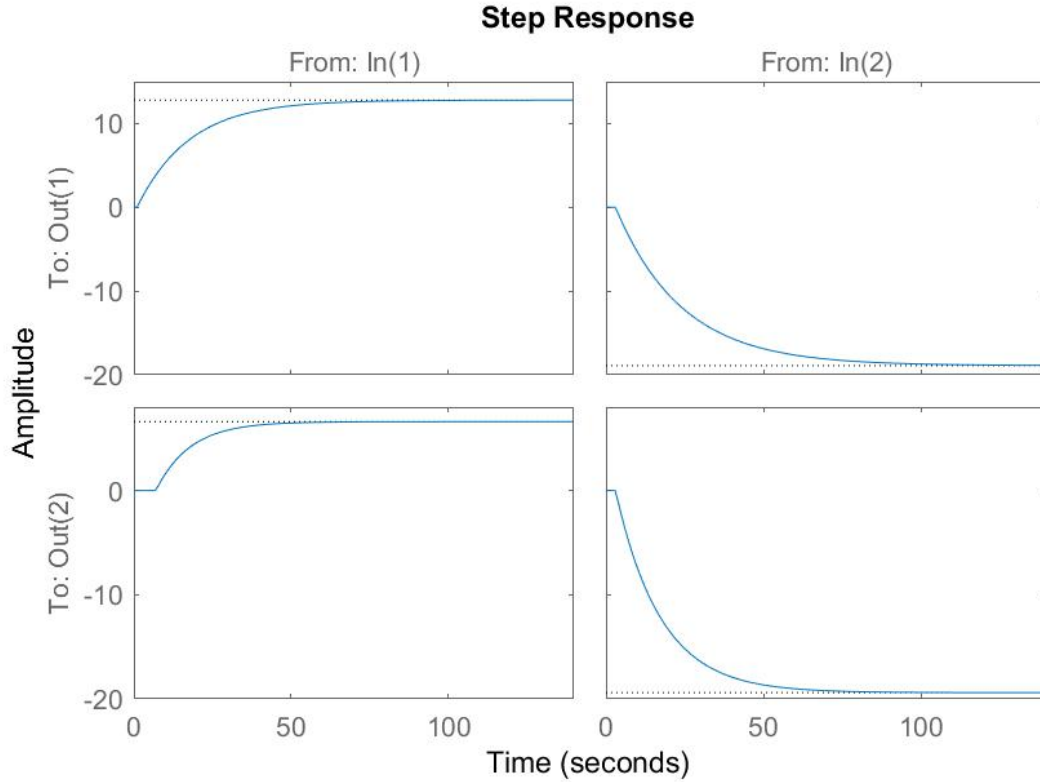 Step Response
From: In(1)
From: In(2)
To: Out(1)
10
0
-10
-20
Amplitude
To: Out(2)
0
-10
-20
0
50
100
0
50
100
Time (seconds)